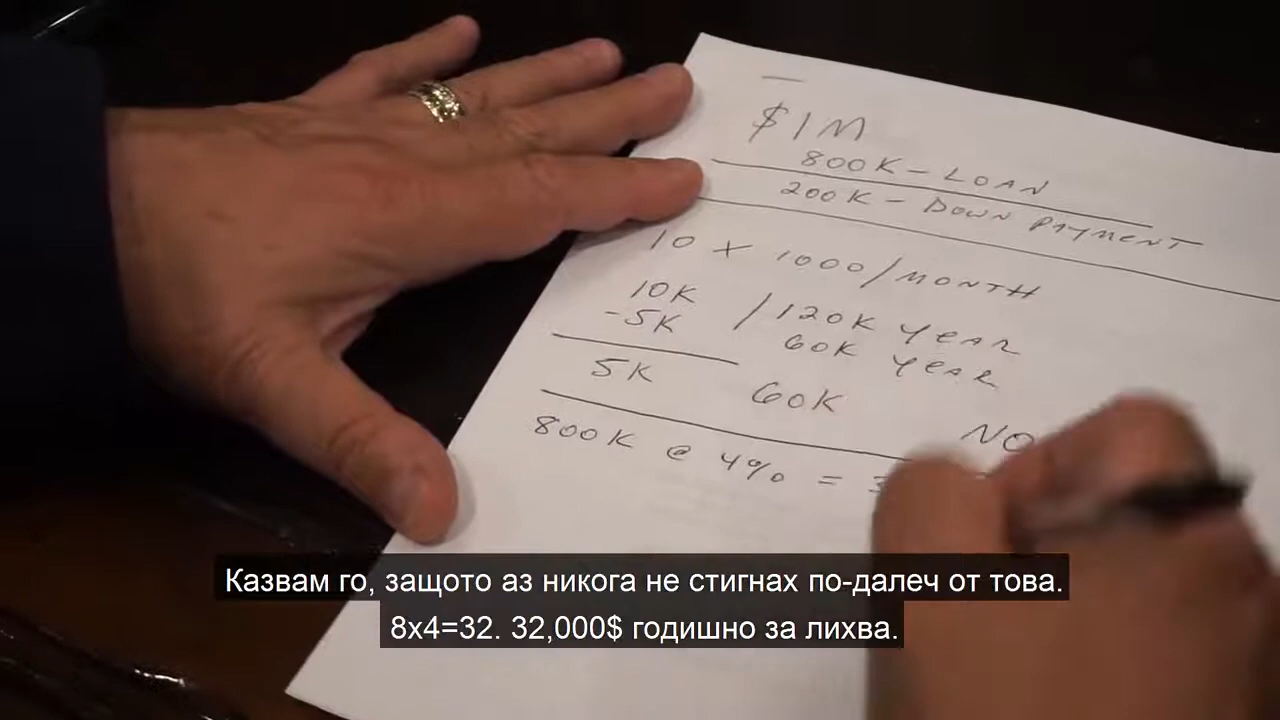 $1M
800K - LOAN
200K - DOWN PAYMENT
10 X 1000/MONTH
10K / 120K YEAR
-5K 60K YEAR
5K 60K
NO
800K @ 4% = 3
Казвам го, защото аз никога не стигнах по-далеч от това.
8x4=32. 32,000$ годишно за лихва.